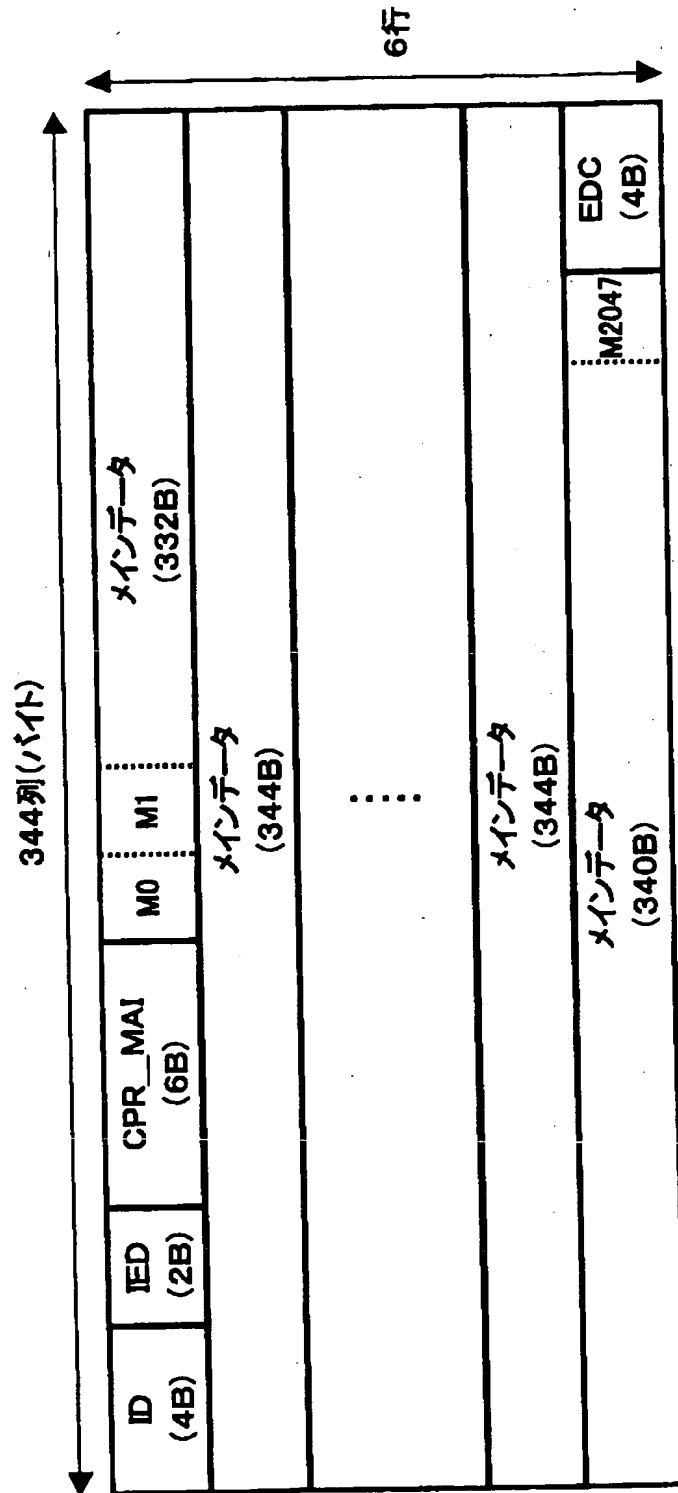 344列(バイト)
6行
ID
(4B)
IED
(2B)
CPR_MAI
(6B)
M0
M1
メインデータ
(332B)
メインデータ
(344B)
メインデータ
(344B)
メインデータ
(340B)
M2047
EDC
(4B)